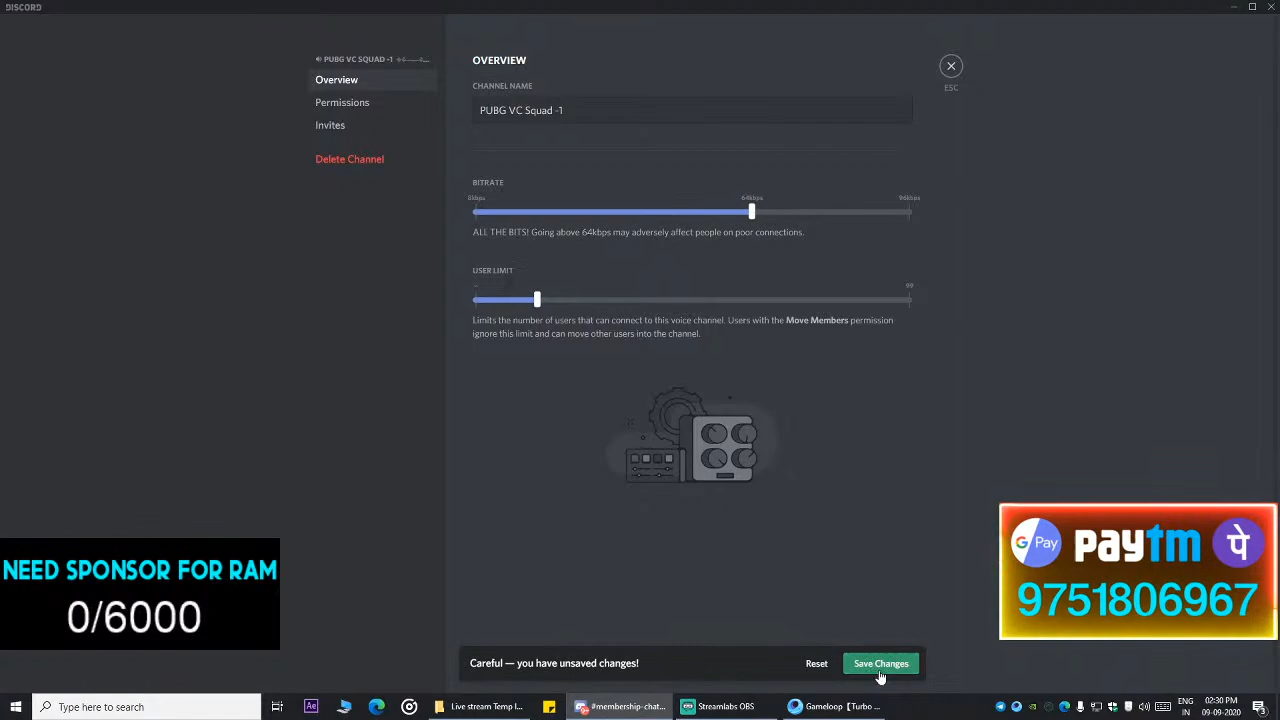 DISCORD
PUBG VC SQUAD -1
Overview
Permissions
Invites
Delete Channel
OVERVIEW
CHANNEL NAME
PUBG VC Squad -1
ESC
BITRATE
8kbps 64kbps 96kbps
ALL THE BITS! Going above 64kbps may adversely affect people on poor connections.
USER LIMIT
99
Limits the number of users that can connect to this voice channel. Users with the Move Members permission
ignore this limit and can move other users into the channel.
NEED SPONSOR FOR RAM
0/6000
G Pay paytm पे
9751806967
Careful — you have unsaved changes!
Reset
Save Changes
Type here to search
Ae
Live stream Temp l...
#membership-chat...
Streamlabs OBS
Gameloop【Turbo ...
ENG
IN
02:30 PM
09-09-2020